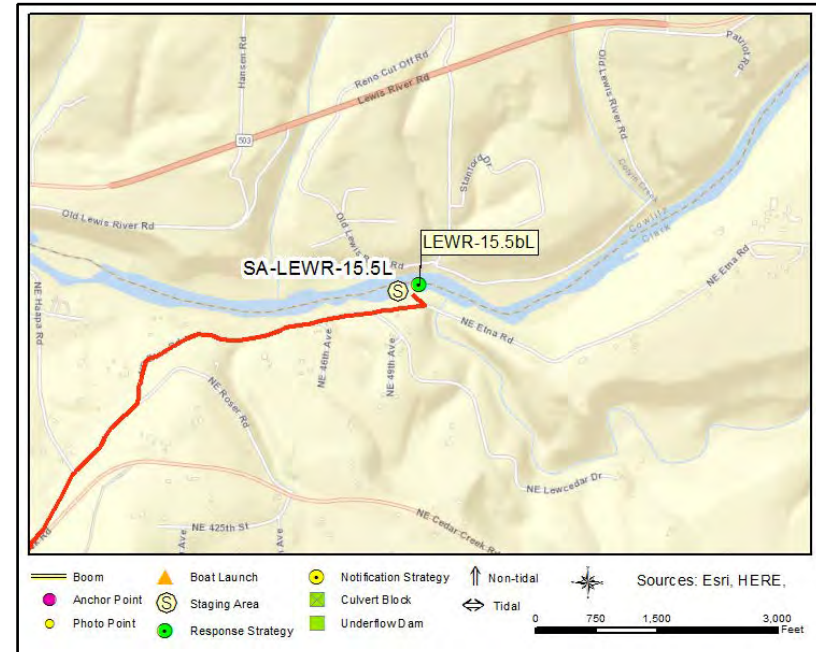 Hansen Rd
Reno Cut Off Rd
Lewis River Rd
Old Lewis River Rd
Patriot Dr
503
Stanford Dr
Colvin Creek
Cowlitz
Clark
Old Lewis River Rd
Old Lewis River Rd
LEWR-15.5bL
SA-LEWR-15.5L
S
NE Etna Rd
NE Etna Rd
NE Haapa Rd
NE 46th Ave
NE 49th Ave
NE Roser Rd
NE Lewcedar Dr
NE 425th St
NE Cedar Creek Rd
Boom
Anchor Point
Photo Point
Boat Launch
S Staging Area
Response Strategy
Notification Strategy
Culvert Block
Underflow Dam
Non-tidal
Tidal
Sources: Esri, HERE,
0 750 1,500 3,000
Feet